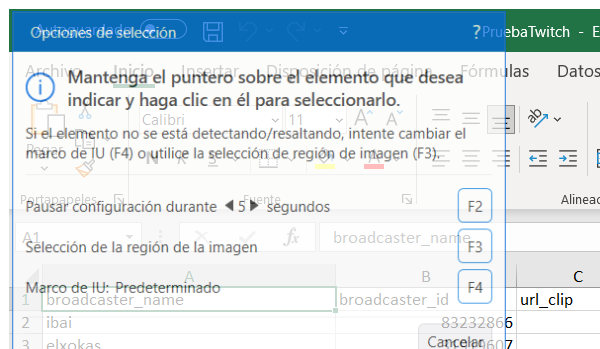 Autoguardado
Opciones de selección
?
PruebaTwitch - E
Archivo Inicio Insertar Disposición de página Fórmulas Datos
Mantenga el puntero sobre el elemento que desea
indicar y haga clic en él para seleccionarlo.
Calibri 11
Si el elemento no se está detectando/resaltando, intente cambiar el
marco de IU (F4) o utilice la selección de región de imagen (F3).
Pegar
N K S
Portapapeles Fuente Alineac
Pausar configuración durante 5 segundos F2
A1 fx broadcaster_name
Selección de la región de la imagen F3
A B C
Marco de IU: Predeterminado F4
1 broadcaster_name broadcaster_id url_clip
2 ibai 83232866
Cancelar
3 elxokas